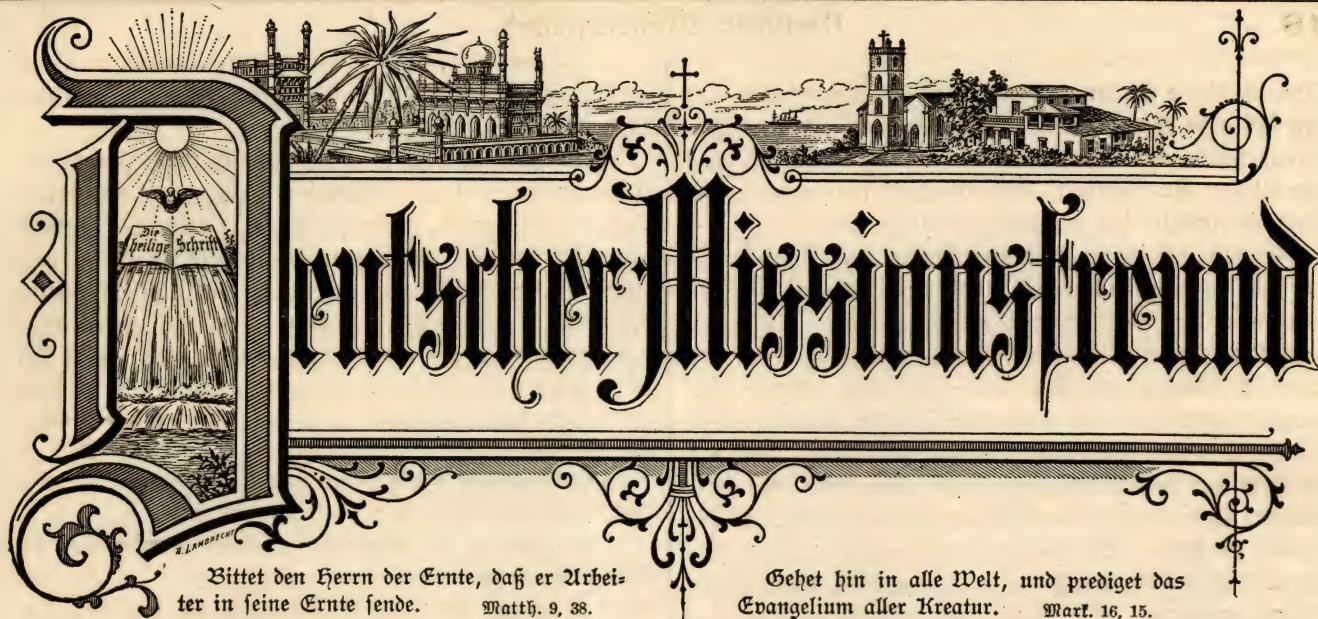 Deutscher Missionsfreund
Die
heilige Schrift
A. LAMBRECHT
Bittet den Herrn der Ernte, daß er Arbei=
ter in seine Ernte sende. Matth. 9, 38.
Gehet hin in alle Welt, und prediget das
Evangelium aller Kreatur. Mark. 16, 15.